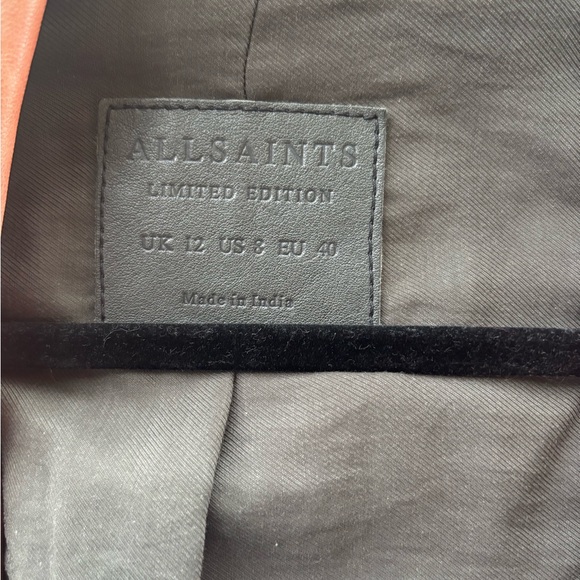 ALLSAINTS
LIMITED EDITION
UK 12 US 8 EU 40
Made in India